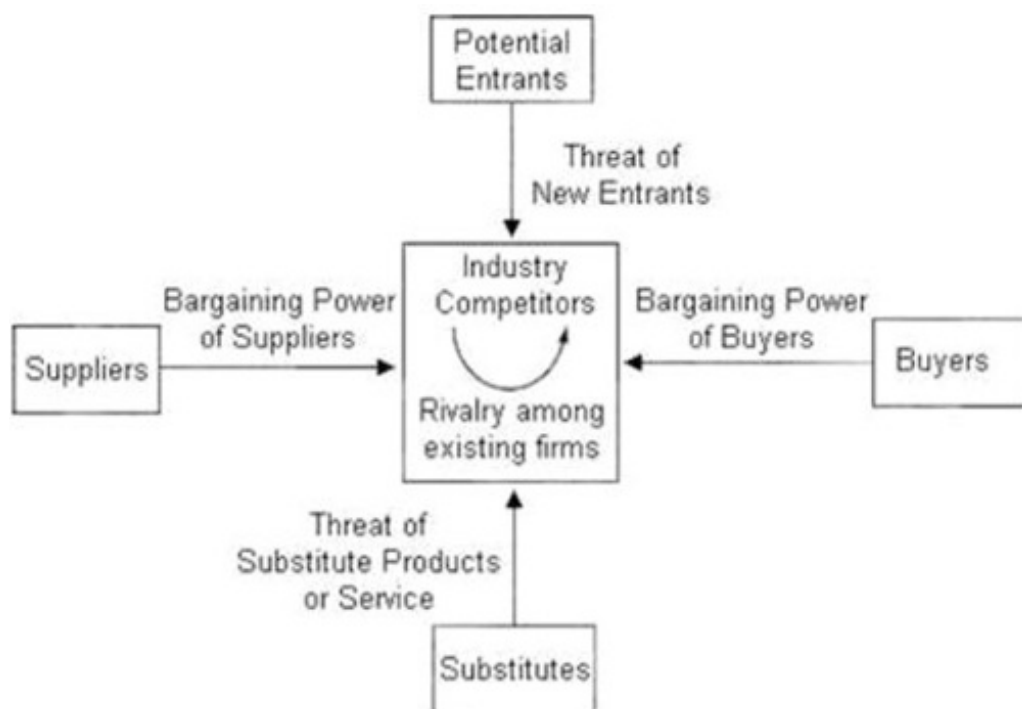 Potential
Entrants
Threat of
New Entrants
Industry
Competitors
Bargaining Power
of Suppliers
Bargaining Power
of Buyers
Suppliers
Buyers
Rivalry among
existing firms
Threat of
Substitute Products
or Service
Substitutes